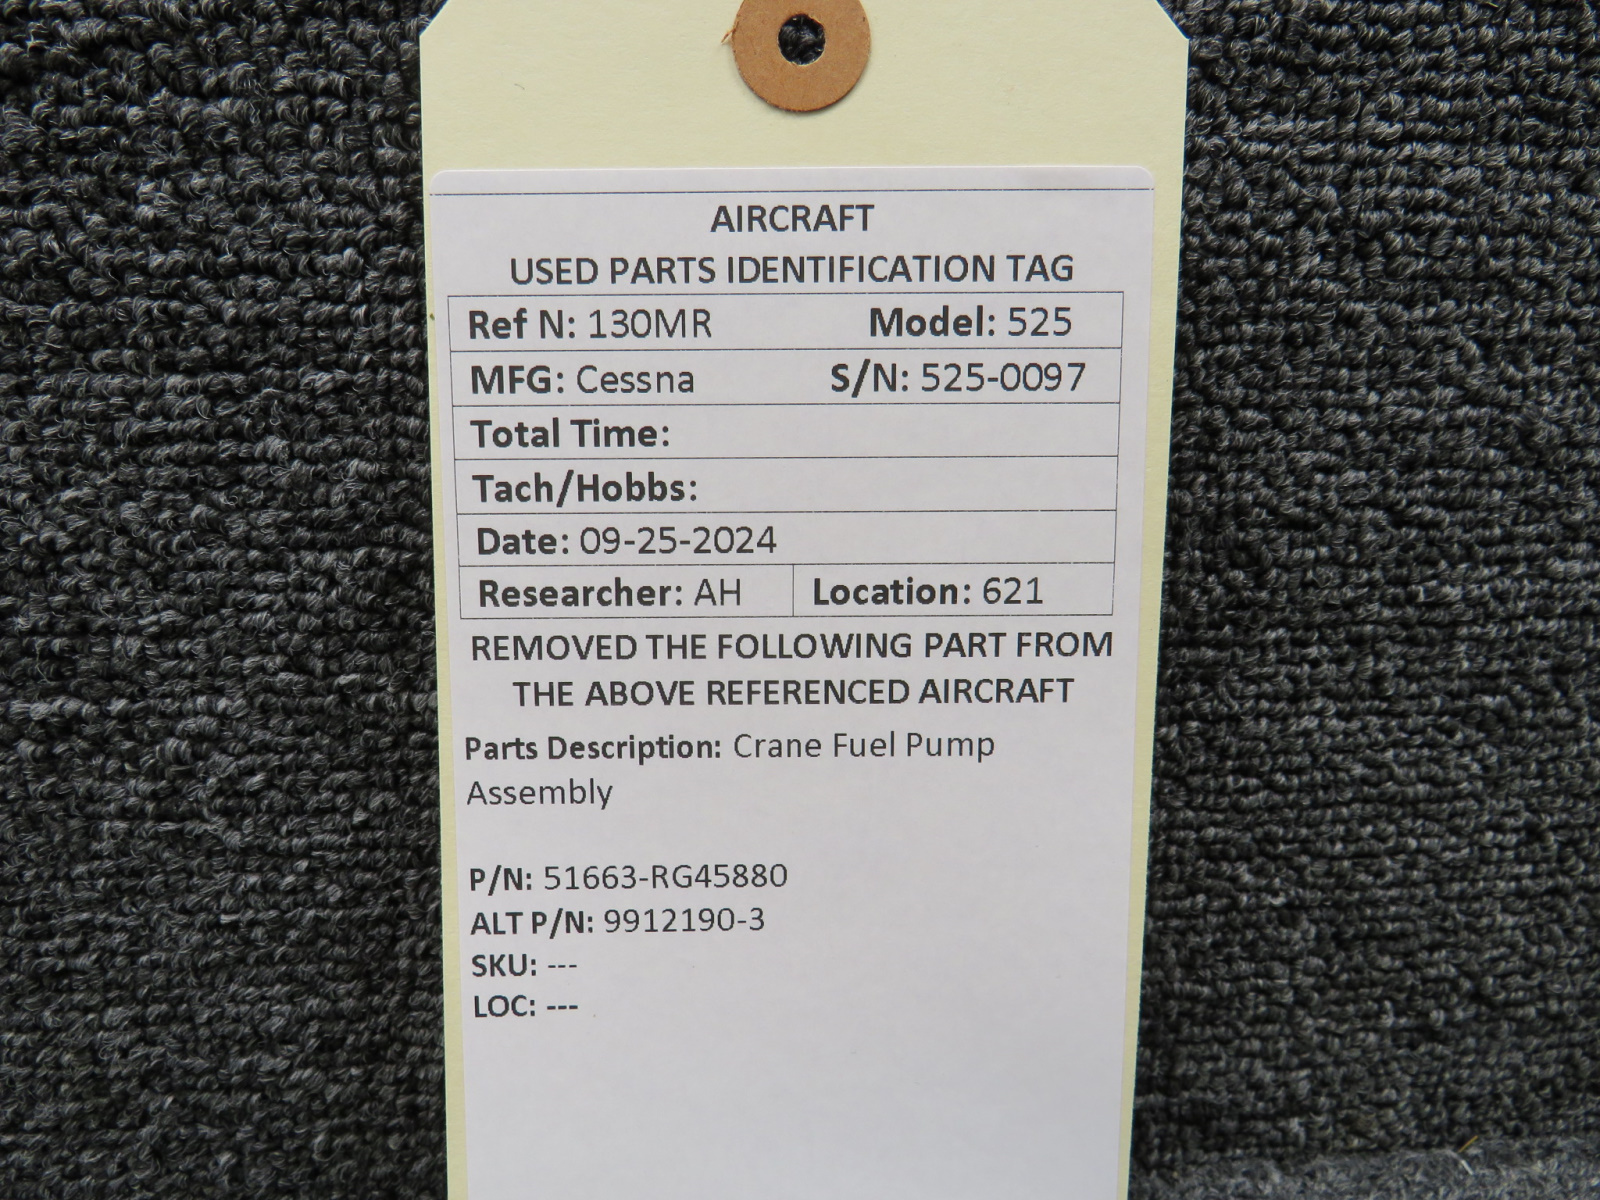 AIRCRAFT
USED PARTS IDENTIFICATION TAG
Ref N: 130MR Model: 525
MFG: Cessna S/N: 525-0097
Total Time:
Tach/Hobbs:
Date: 09-25-2024
Researcher: AH Location: 621
REMOVED THE FOLLOWING PART FROM
THE ABOVE REFERENCED AIRCRAFT
Parts Description: Crane Fuel Pump
Assembly
P/N: 51663-RG45880
ALT P/N: 9912190-3
SKU: ---
LOC: ---